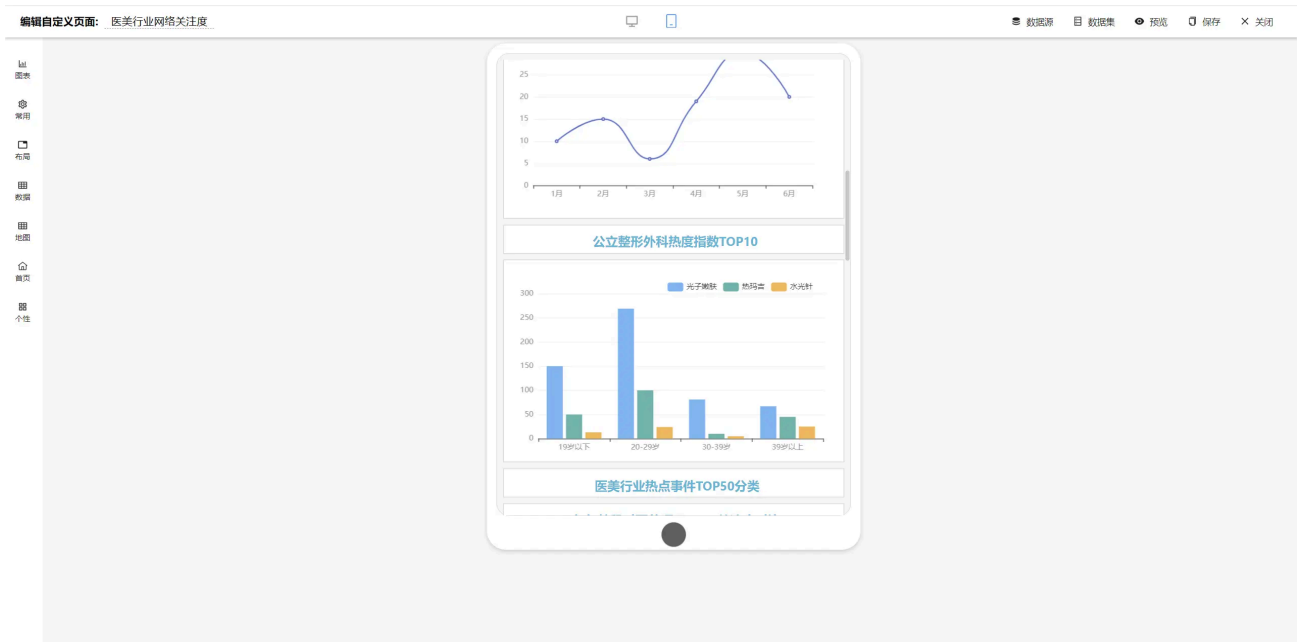 编辑自定义页面: 医美行业网络关注度
数据源 数据集 预览 保存 关闭
图表
常用
布局
数据
地图
首页
个性
25
20
15
10
5
0
1月 2月 3月 4月 5月 6月
公立整形外科热度指数TOP10
光子嫩肤 热玛吉 水光针
300
250
200
150
100
50
0
19岁以下 20-29岁 30-39岁 39岁以上
医美行业热点事件TOP50分类